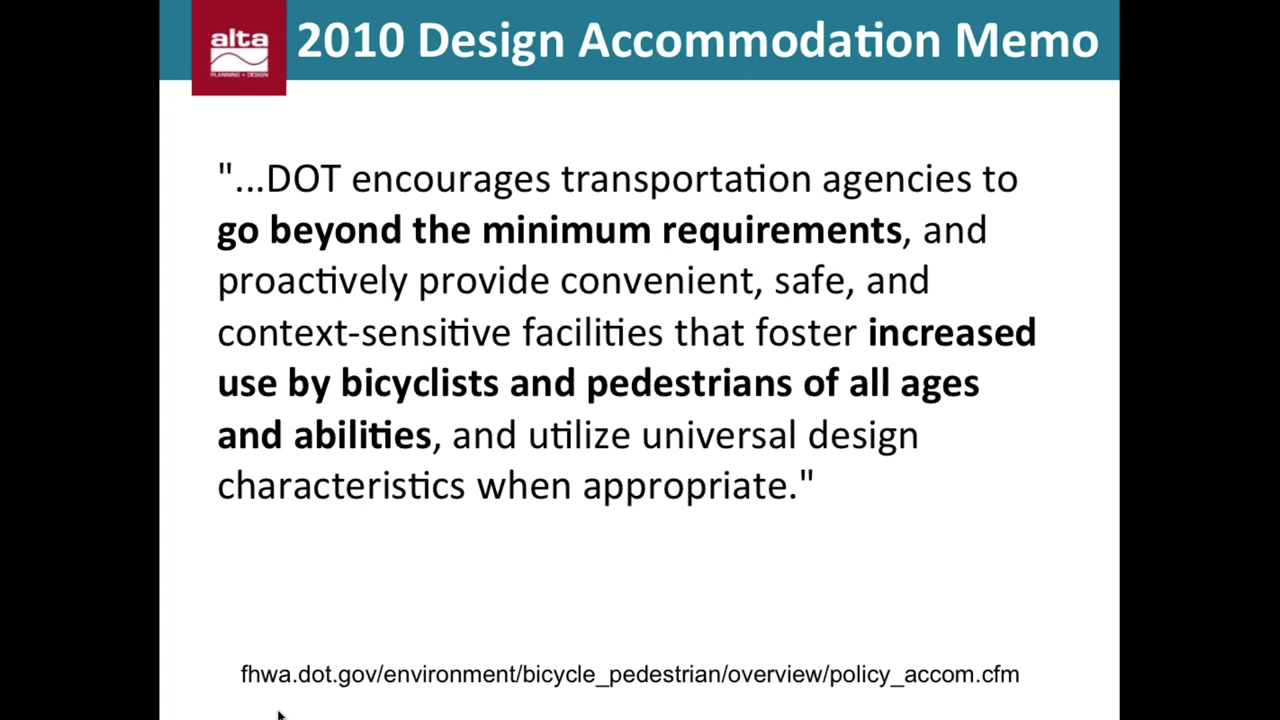 alta
PLANNING + DESIGN
2010 Design Accommodation Memo
"...DOT encourages transportation agencies to
go beyond the minimum requirements, and
proactively provide convenient, safe, and
context-sensitive facilities that foster increased
use by bicyclists and pedestrians of all ages
and abilities, and utilize universal design
characteristics when appropriate."
fhwa.dot.gov/environment/bicycle_pedestrian/overview/policy_accom.cfm